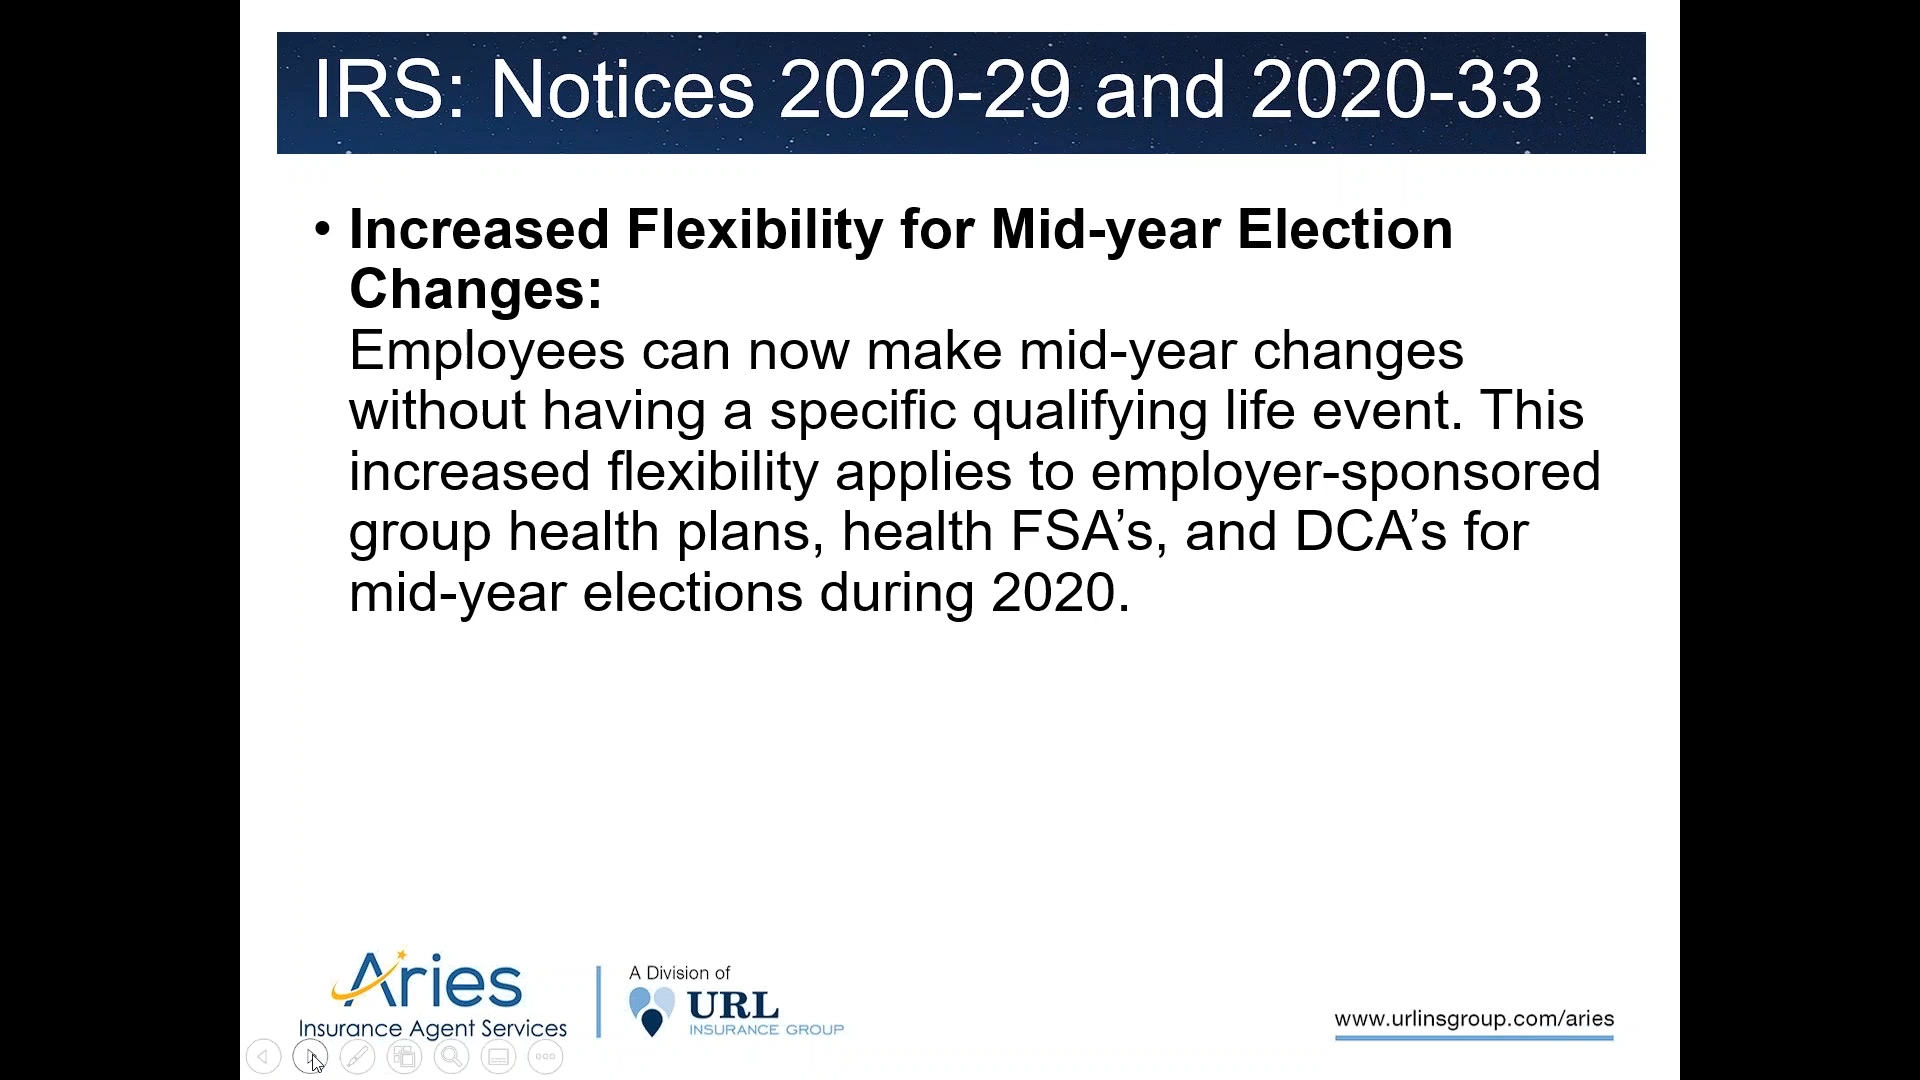 IRS: Notices 2020-29 and 2020-33
• Increased Flexibility for Mid-year Election
Changes:
Employees can now make mid-year changes
without having a specific qualifying life event. This
increased flexibility applies to employer-sponsored
group health plans, health FSA’s, and DCA’s for
mid-year elections during 2020.
Aries
Insurance Agent Services
A Division of
URL
INSURANCE GROUP
www.urlinsgroup.com/aries